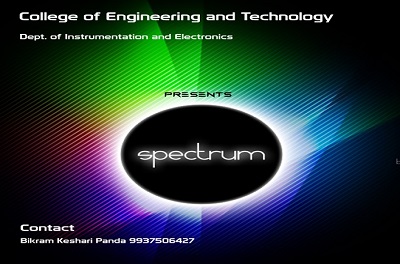 College of Engineering and Technology
Dept. of Instrumentation and Electronics
PRESENTS
spectrum
Contact
Bikram Keshari Panda 9937506427